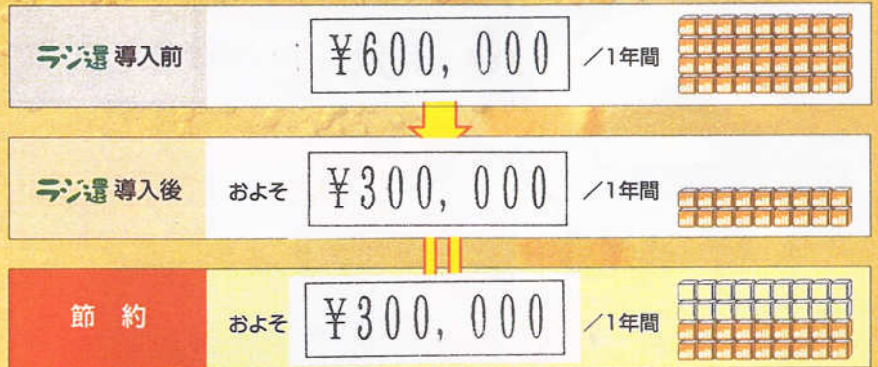 ラジ還 導入前 ¥600,000 /1年間
ラジ還 導入後 およそ ¥300,000 /1年間
節 約 およそ ¥300,000 /1年間